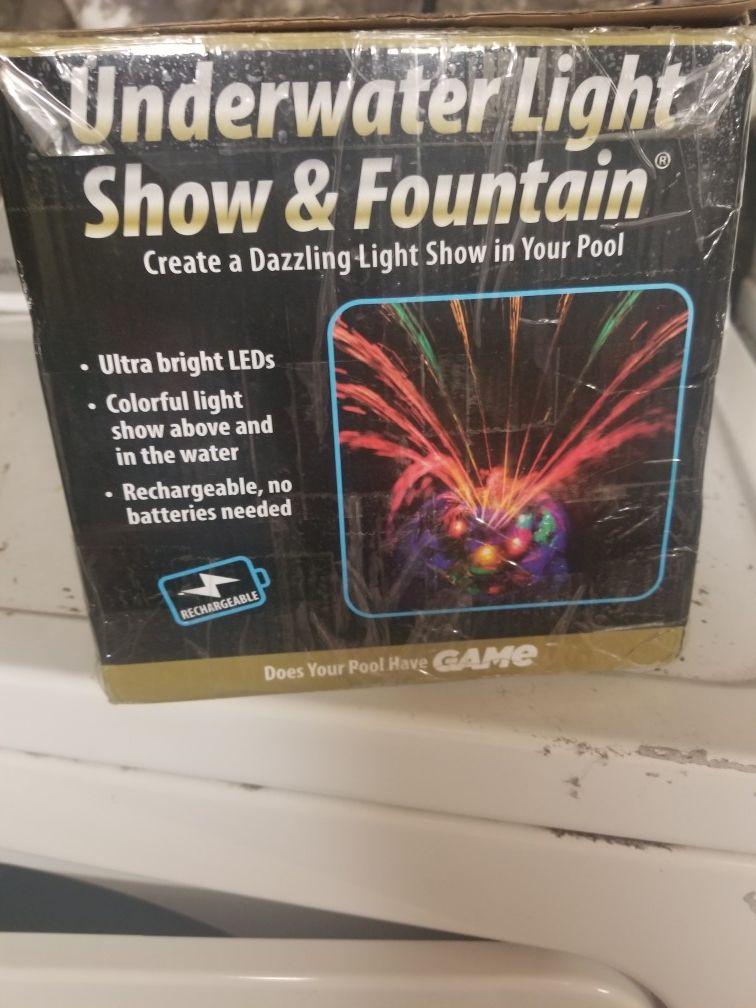 Underwater Light
Show & Fountain®
Create a Dazzling Light Show in Your Pool
• Ultra bright LEDs
• Colorful light
show above and
in the water
• Rechargeable, no
batteries needed
RECHARGEABLE
Does Your Pool Have GAME